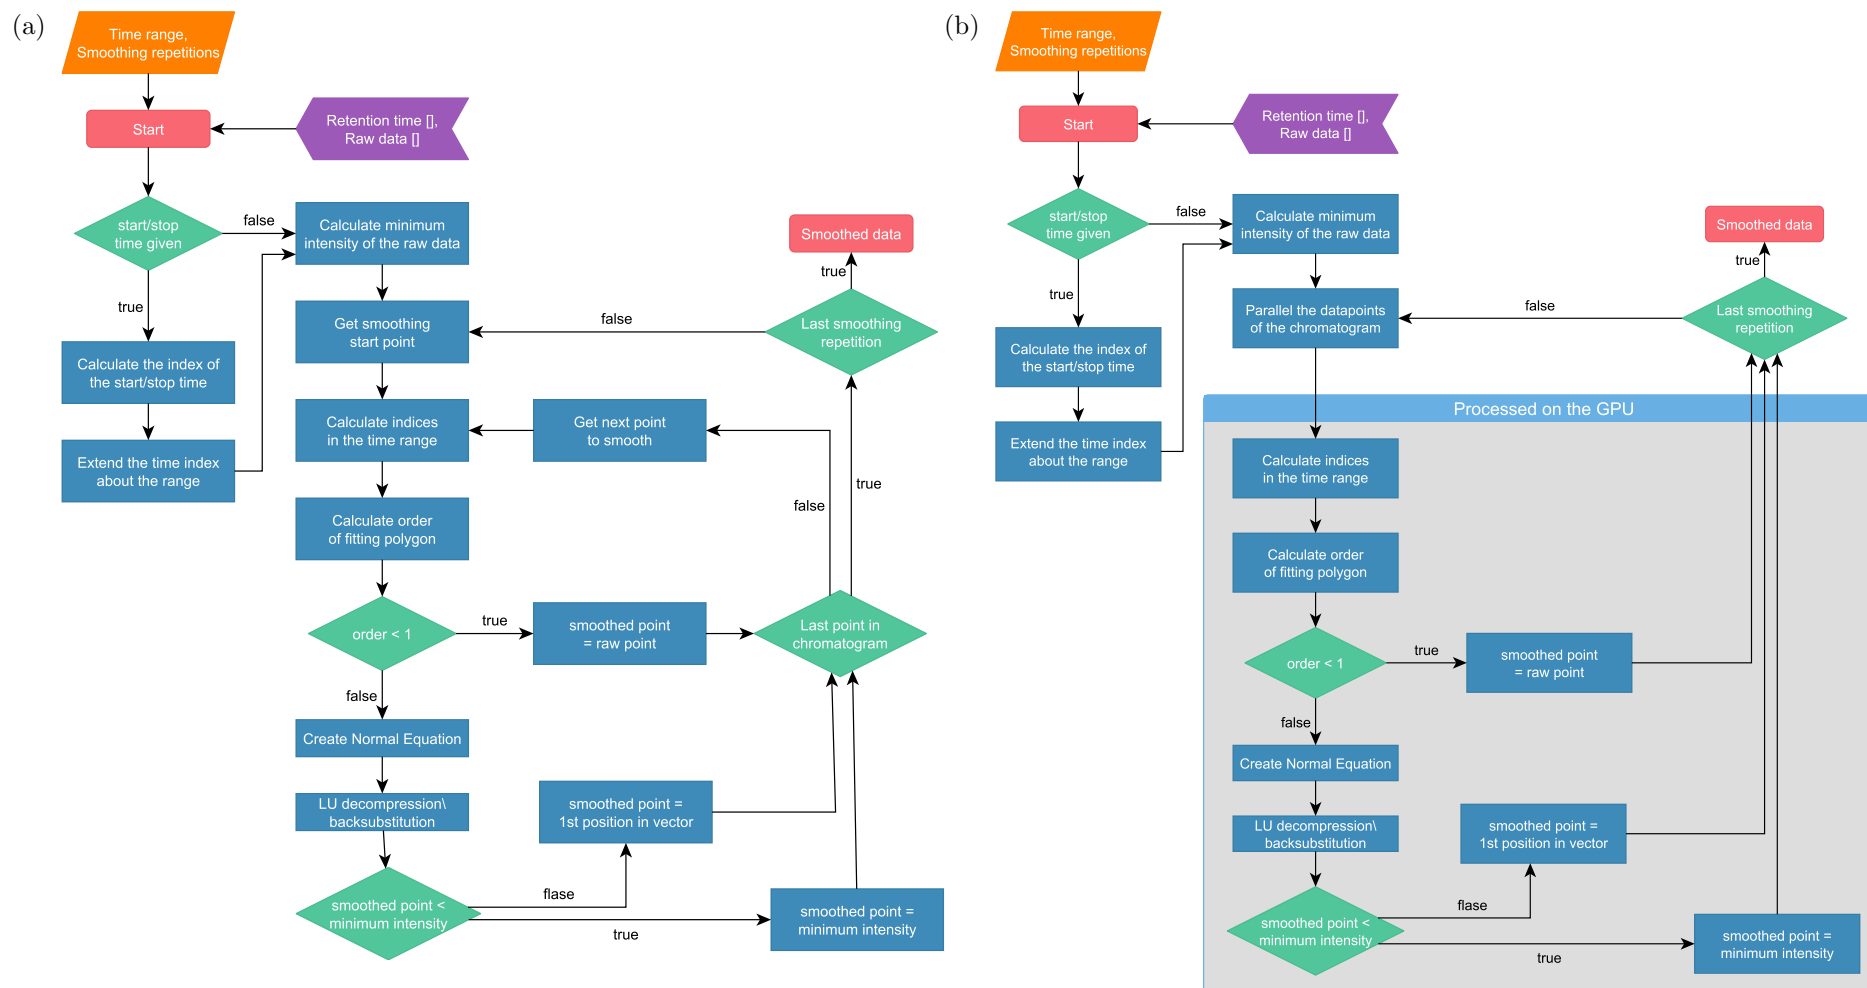 (a)
Time range,
Smoothing repetitions
Start
Retention time [],
Raw data []
start/stop
time given
false
true
Calculate the index of
the start/stop time
Extend the time index
about the range
Calculate minimum
intensity of the raw data
Get smoothing
start point
Calculate indices
in the time range
Get next point
to smooth
Calculate order
of fitting polygon
order < 1
true
false
smoothed point
= raw point
Last point in
chromatogram
false
true
Last smoothing
repetition
false
true
Smoothed data
Create Normal Equation
LU decompression\
backsubstitution
smoothed point <
minimum intensity
flase
true
smoothed point =
1st position in vector
smoothed point =
minimum intensity
(b)
Time range,
Smoothing repetitions
Start
Retention time [],
Raw data []
start/stop
time given
false
true
Calculate the index of
the start/stop time
Extend the time index
about the range
Calculate minimum
intensity of the raw data
Parallel the datapoints
of the chromatogram
false
Last smoothing
repetition
true
Smoothed data
Processed on the GPU
Calculate indices
in the time range
Calculate order
of fitting polygon
order < 1
true
false
smoothed point
= raw point
Create Normal Equation
LU decompression\
backsubstitution
smoothed point <
minimum intensity
flase
true
smoothed point =
1st position in vector
smoothed point =
minimum intensity